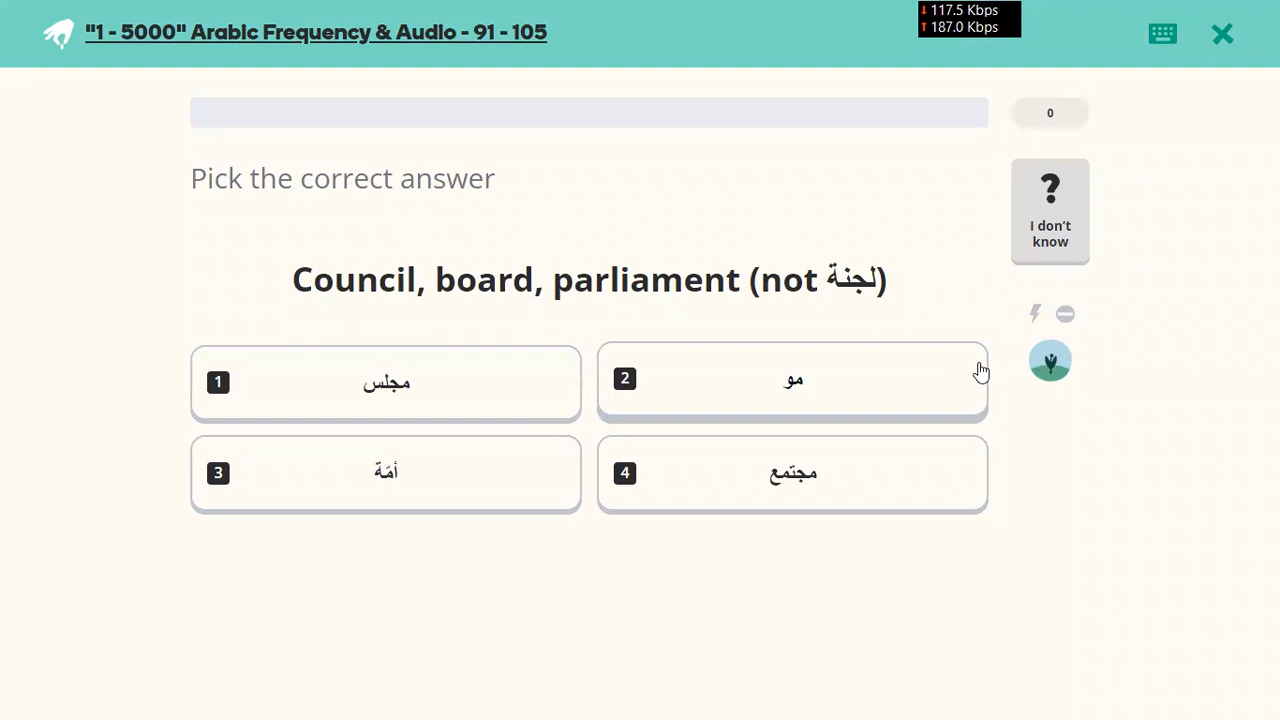 "1 - 5000" Arabic Frequency & Audio - 91 - 105
↓ 117.5 Kbps
↑ 187.0 Kbps
0
Pick the correct answer
?
I don't
know
Council, board, parliament (not لجنة)
1 مجلس
2 مو
3 أمّة
4 مجتمع